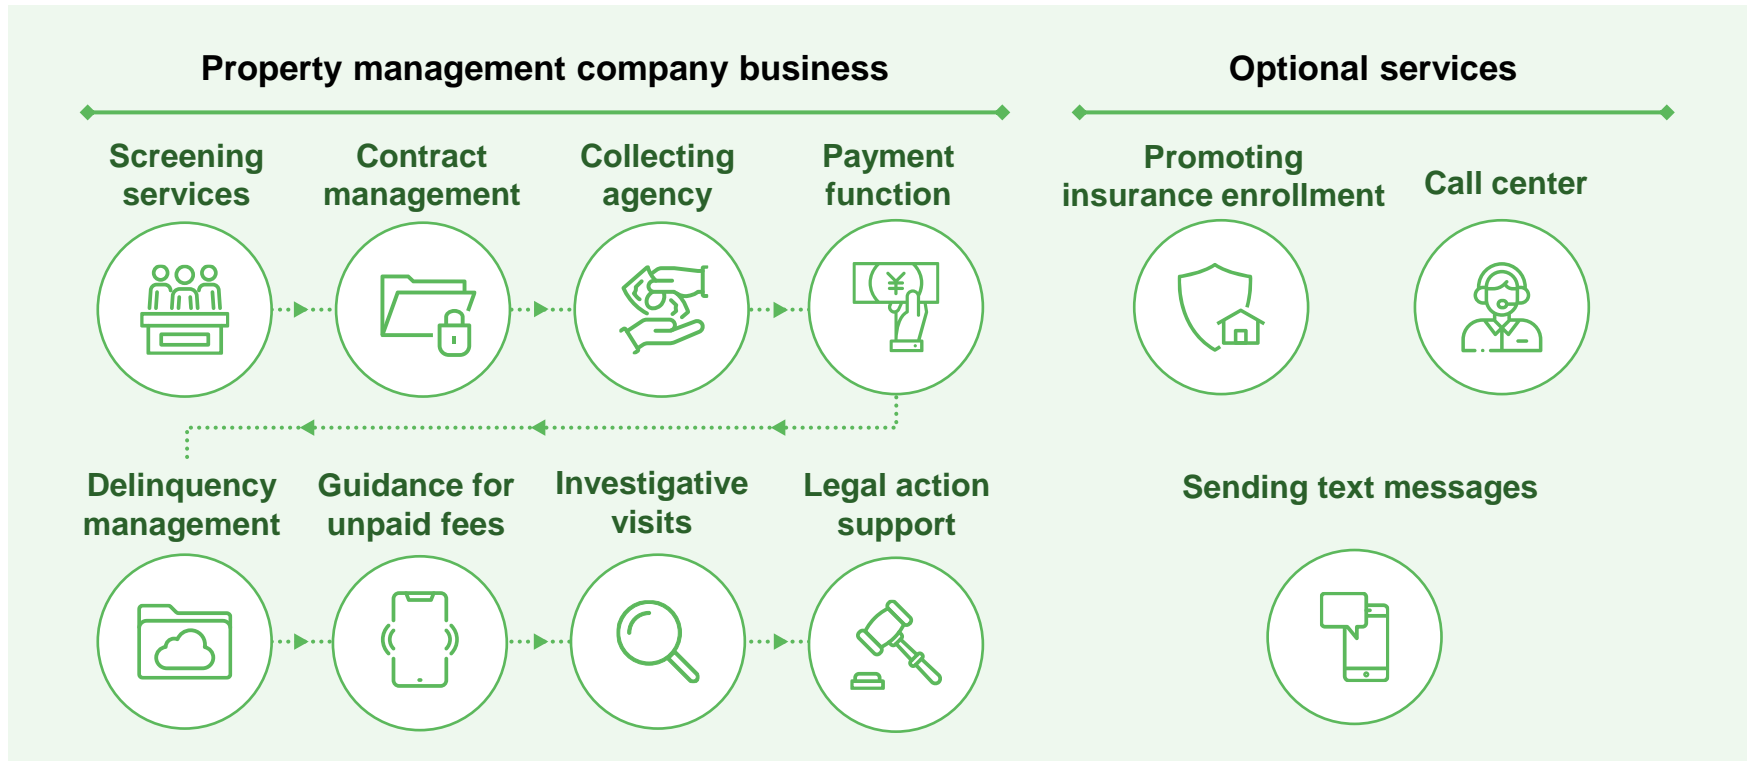 Property management company business
Optional services
Screening
services
Contract
management
Collecting
agency
Payment
function
Promoting
insurance enrollment
Call center
¥
Delinquency
management
Guidance for
unpaid fees
Investigative
visits
Legal action
support
Sending text messages